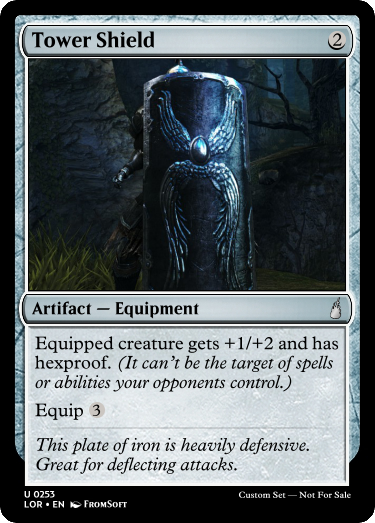 Tower Shield 2
Artifact — Equipment
Equipped creature gets +1/+2 and has
hexproof. (It can't be the target of spells
or abilities your opponents control.)
Equip 3
This plate of iron is heavily defensive.
Great for deflecting attacks.
U 0253
LOR • EN FROMSOFT
Custom Set — Not For Sale